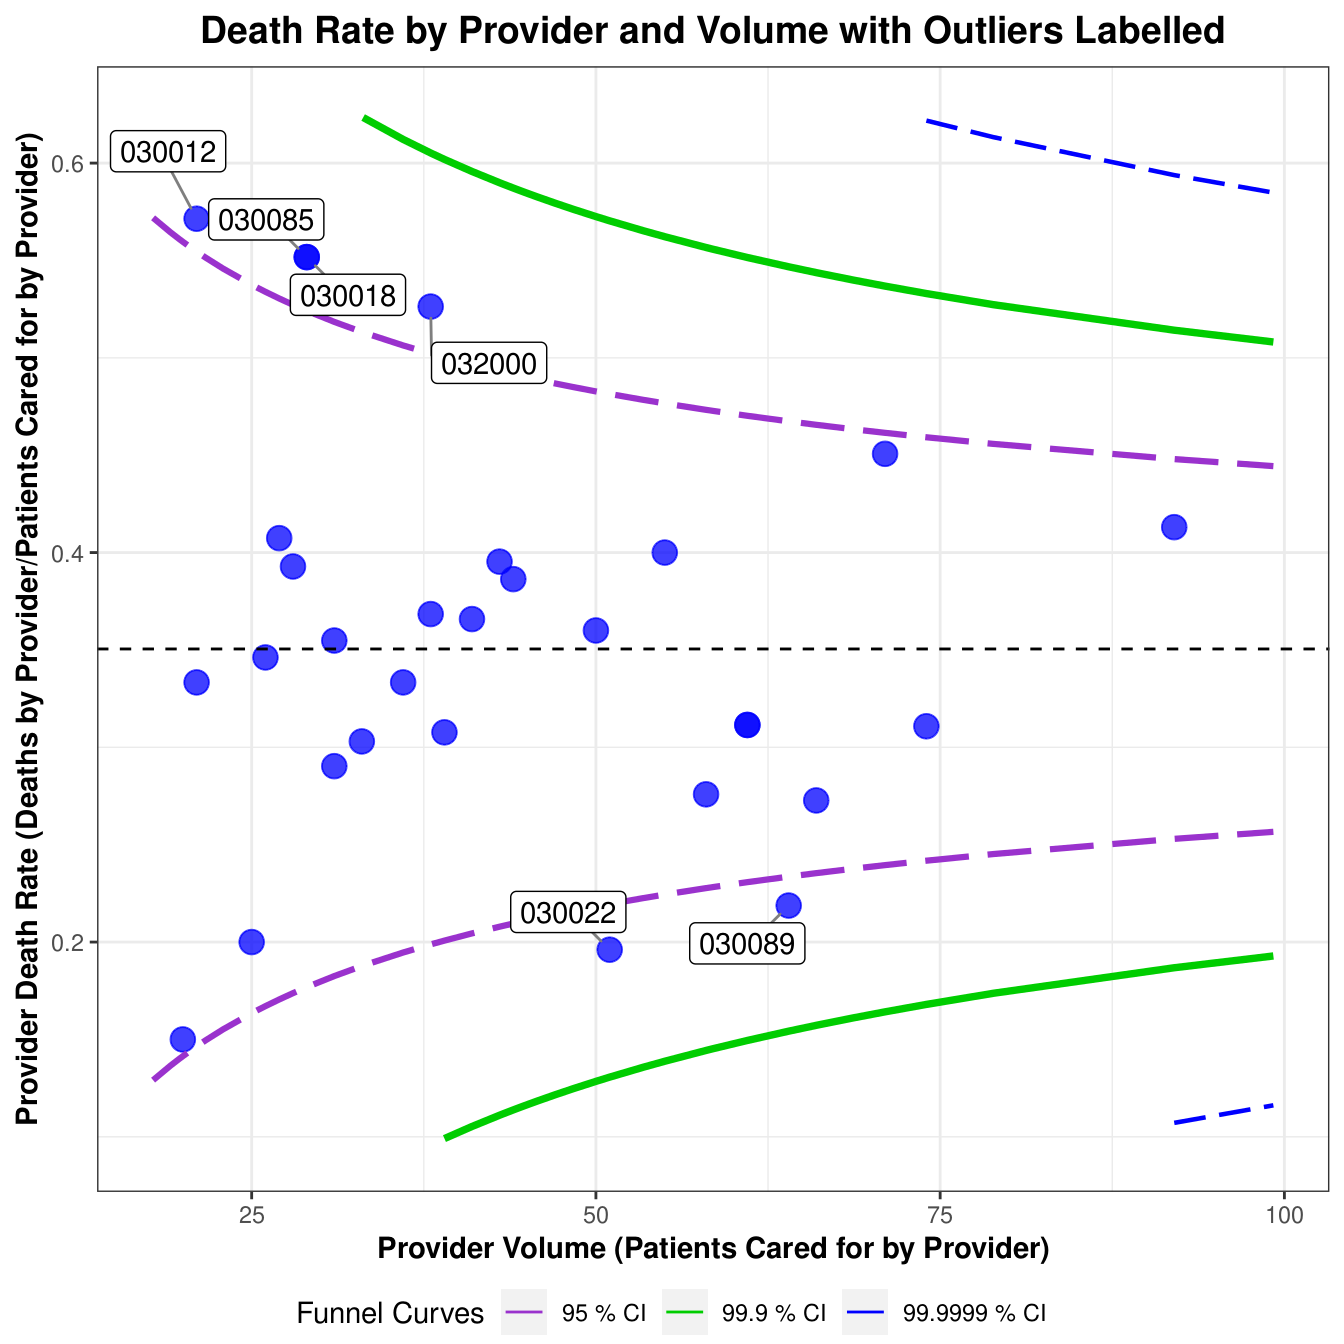 Death Rate by Provider and Volume with Outliers Labelled
Provider Death Rate (Deaths by Provider/Patients Cared for by Provider)
0.6
0.4
0.2
030012
030085
030018
032000
030022
030089
25 50 75 100
Provider Volume (Patients Cared for by Provider)
Funnel Curves 95 % CI 99.9 % CI 99.9999 % CI